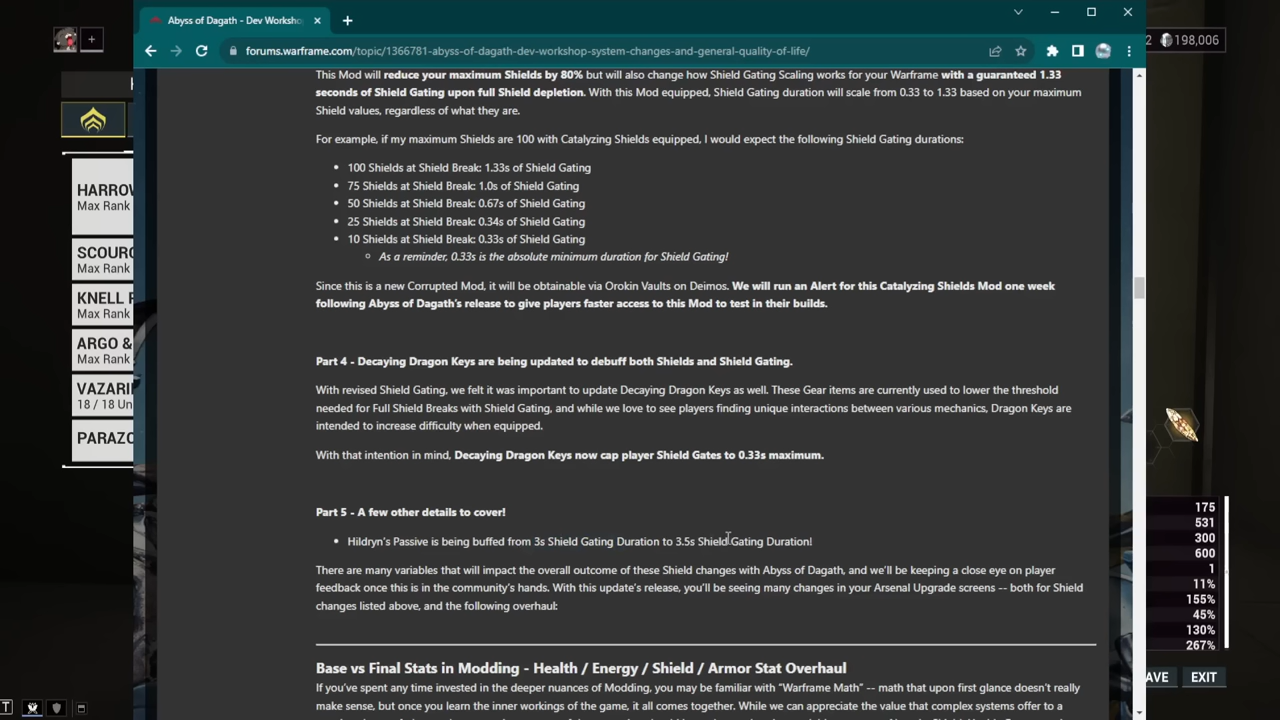 Abyss of Dagath - Dev Worksho
forums.warframe.com/topic/1366781-abyss-of-dagath-dev-workshop-system-changes-and-general-quality-of-life/
2 198,006
This Mod will reduce your maximum Shields by 80% but will also change how Shield Gating Scaling works for your Warframe with a guaranteed 1.33
seconds of Shield Gating upon full Shield depletion. With this Mod equipped, Shield Gating duration will scale from 0.33 to 1.33 based on your maximum
Shield values, regardless of what they are.
For example, if my maximum Shields are 100 with Catalyzing Shields equipped, I would expect the following Shield Gating durations:
• 100 Shields at Shield Break: 1.33s of Shield Gating
• 75 Shields at Shield Break: 1.0s of Shield Gating
• 50 Shields at Shield Break: 0.67s of Shield Gating
• 25 Shields at Shield Break: 0.34s of Shield Gating
• 10 Shields at Shield Break: 0.33s of Shield Gating
○ As a reminder, 0.33s is the absolute minimum duration for Shield Gating!
Since this is a new Corrupted Mod, it will be obtainable via Orokin Vaults on Deimos. We will run an Alert for this Catalyzing Shields Mod one week
following Abyss of Dagath's release to give players faster access to this Mod to test in their builds.
Part 4 - Decaying Dragon Keys are being updated to debuff both Shields and Shield Gating.
With revised Shield Gating, we felt it was important to update Decaying Dragon Keys as well. These Gear items are currently used to lower the threshold
needed for Full Shield Breaks with Shield Gating, and while we love to see players finding unique interactions between various mechanics, Dragon Keys are
intended to increase difficulty when equipped.
With that intention in mind, Decaying Dragon Keys now cap player Shield Gates to 0.33s maximum.
Part 5 - A few other details to cover!
• Hildryn's Passive is being buffed from 3s Shield Gating Duration to 3.5s Shield Gating Duration!
There are many variables that will impact the overall outcome of these Shield changes with Abyss of Dagath, and we'll be keeping a close eye on player
feedback once this is in the community's hands. With this update's release, you'll be seeing many changes in your Arsenal Upgrade screens -- both for Shield
changes listed above, and the following overhaul:
Base vs Final Stats in Modding - Health / Energy / Shield / Armor Stat Overhaul
If you've spent any time invested in the deeper nuances of Modding, you may be familiar with "Warframe Math" -- math that upon first glance doesn't really
make sense, but once you learn the inner workings of the game, it all comes together. While we can appreciate the value that complex systems offer to a
HARROW
Max Rank
SCOURG
Max Rank
KNELL P
Max Rank
ARGO &
Max Rank
VAZARI
18 / 18 Un
PARAZO
175
531
300
600
1
11%
155%
45%
130%
267%
AVE EXIT
T